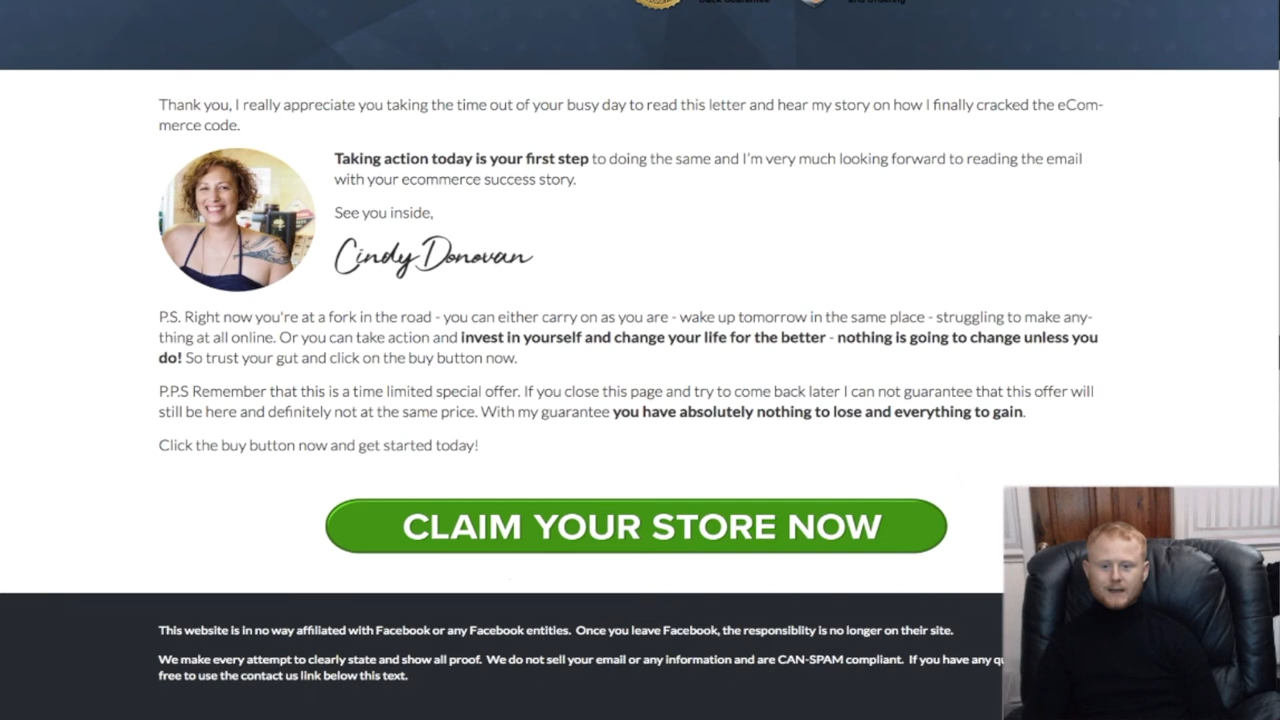 Back Guarantee
and Ordering
Thank you, I really appreciate you taking the time out of your busy day to read this letter and hear my story on how I finally cracked the eCom-
merce code.
Taking action today is your first step to doing the same and I'm very much looking forward to reading the email
with your ecommerce success story.
See you inside,
Cindy Donovan
P.S. Right now you're at a fork in the road - you can either carry on as you are - wake up tomorrow in the same place - struggling to make any-
thing at all online. Or you can take action and invest in yourself and change your life for the better - nothing is going to change unless you
do! So trust your gut and click on the buy button now.
P.P.S Remember that this is a time limited special offer. If you close this page and try to come back later I can not guarantee that this offer will
still be here and definitely not at the same price. With my guarantee you have absolutely nothing to lose and everything to gain.
Click the buy button now and get started today!
CLAIM YOUR STORE NOW
This website is in no way affiliated with Facebook or any Facebook entities. Once you leave Facebook, the responsiblity is no longer on their site.
We make every attempt to clearly state and show all proof. We do not sell your email or any information and are CAN-SPAM compliant. If you have any
free to use the contact us link below this text.